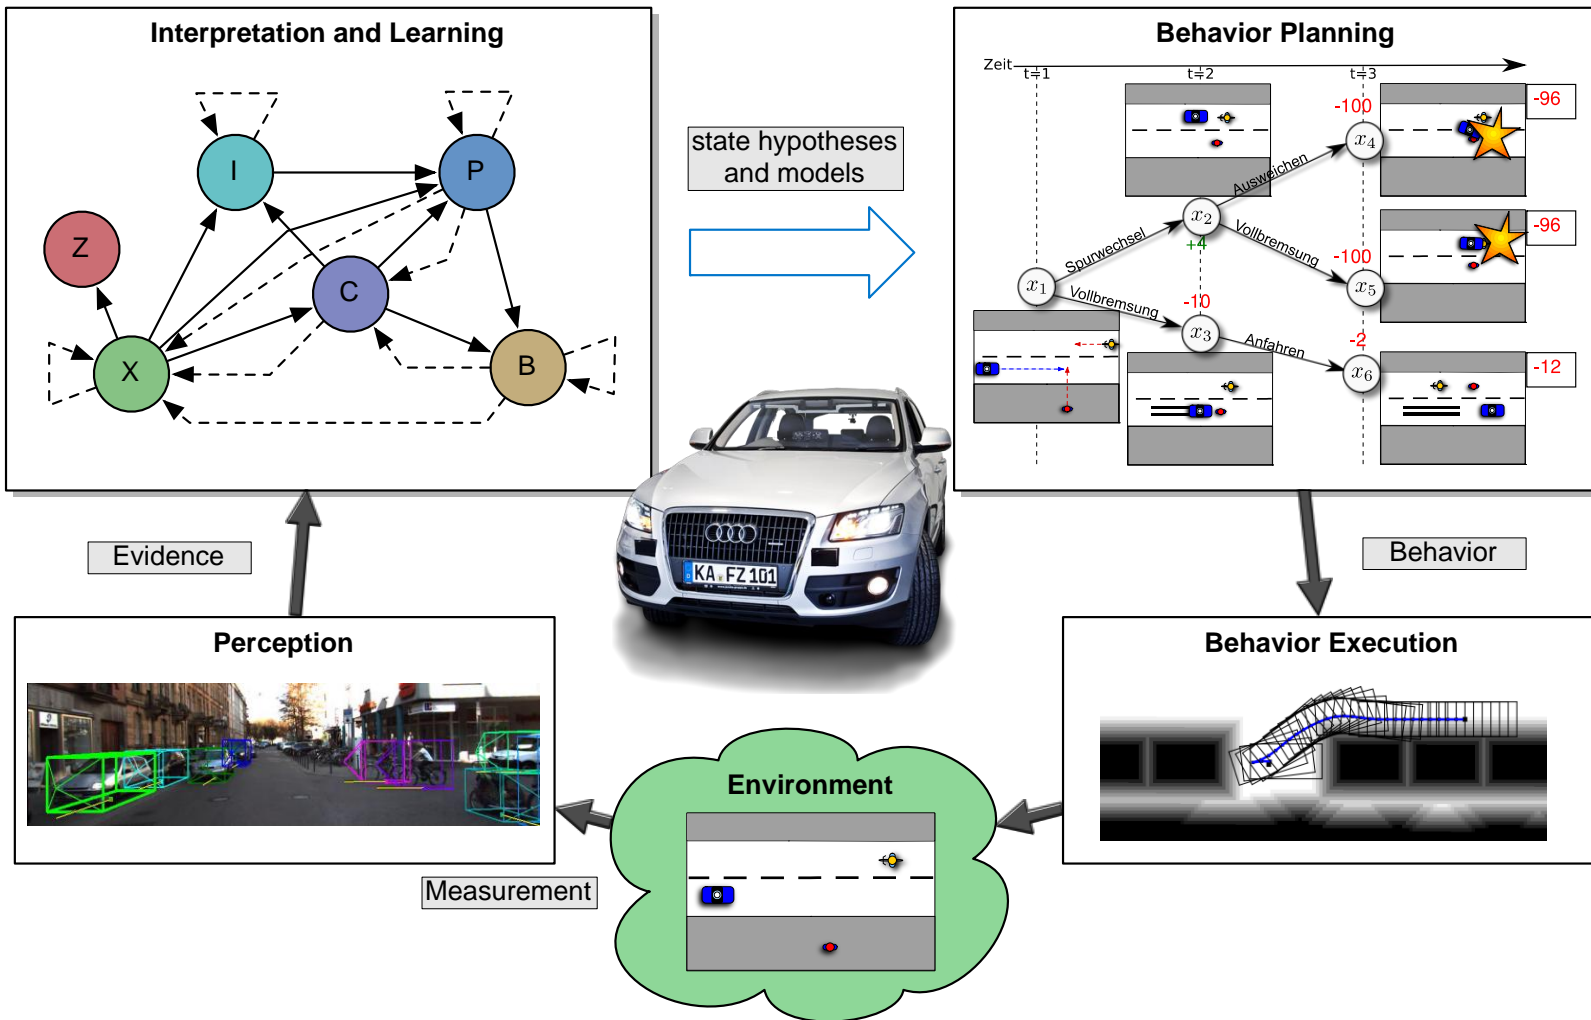 Interpretation and Learning
I
P
Z
C
X
B
state hypotheses
and models
Behavior Planning
Zeit
t=1
t=2
t=3
-100
-96
x4
Ausweichen
x2
+4
Spurwechsel
Vollbremsung
-100
-96
x1
x5
Vollbremsung
-10
x3
Anfahren
-2
x6
-12
KA FZ 101
Evidence
Behavior
Perception
Behavior Execution
Environment
Measurement